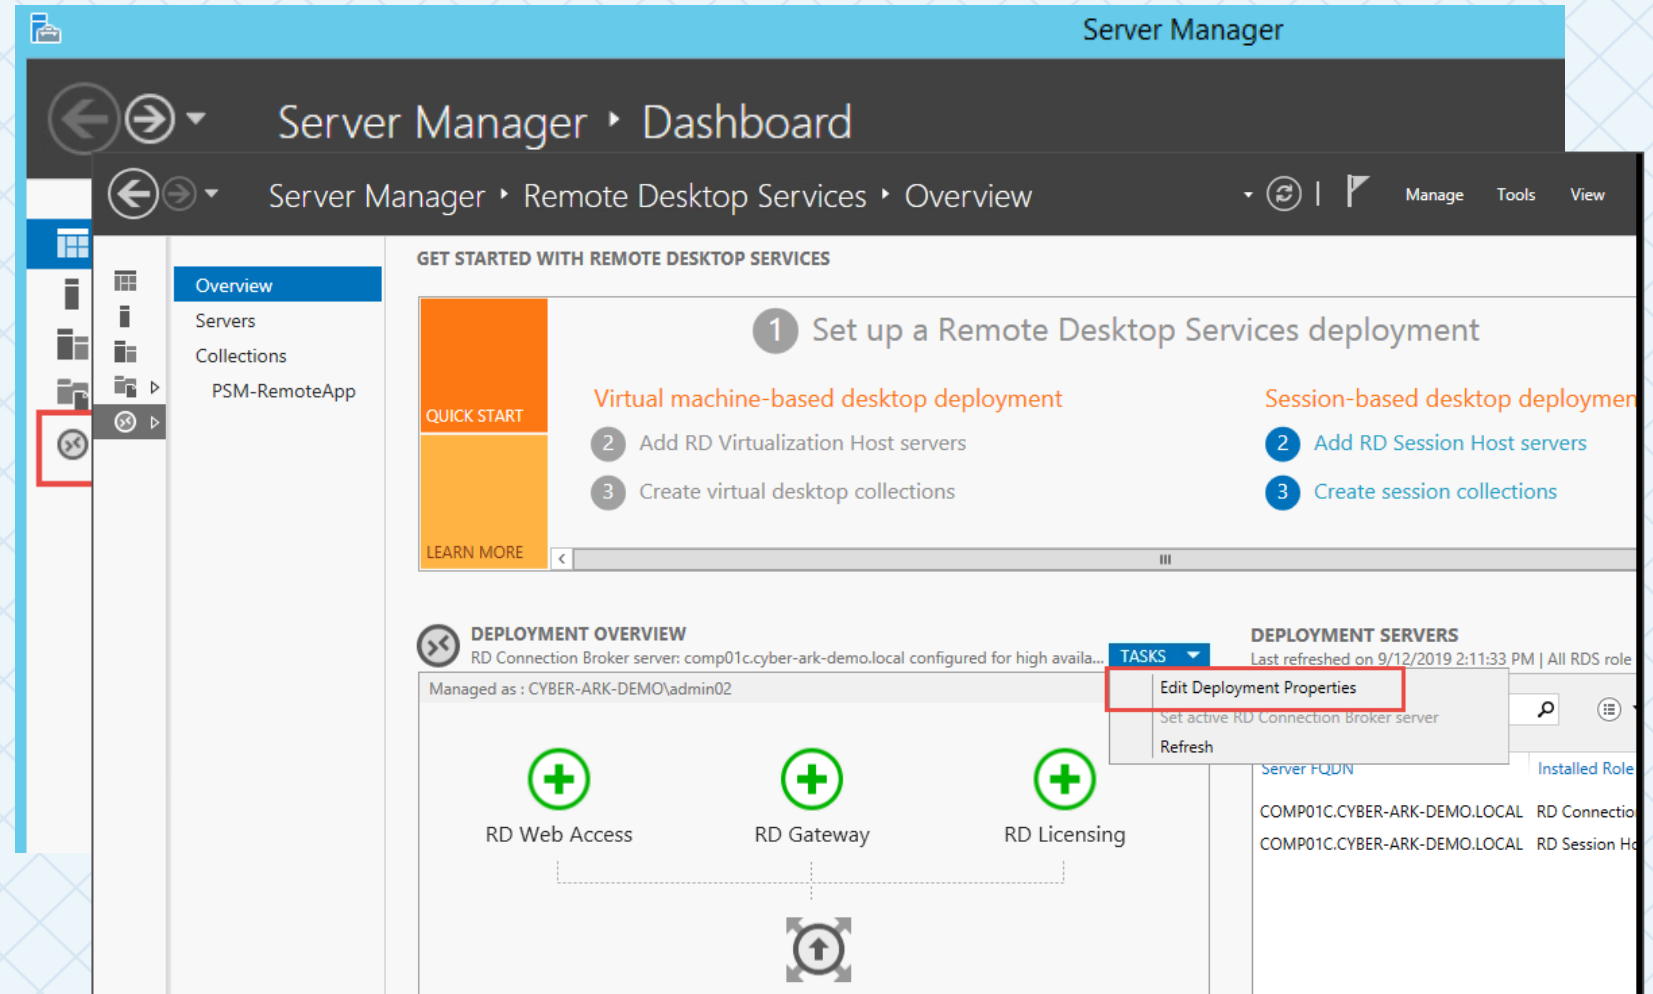 Server Manager
Server Manager ‣ Dashboard
Server Manager ‣ Remote Desktop Services ‣ Overview
Manage Tools View
Overview
Servers
Collections
PSM-RemoteApp
GET STARTED WITH REMOTE DESKTOP SERVICES
QUICK START
LEARN MORE
1 Set up a Remote Desktop Services deployment
Virtual machine-based desktop deployment
2 Add RD Virtualization Host servers
3 Create virtual desktop collections
Session-based desktop deploymen
2 Add RD Session Host servers
3 Create session collections
DEPLOYMENT OVERVIEW
RD Connection Broker server: comp01c.cyber-ark-demo.local configured for high availa...
TASKS
Managed as : CYBER-ARK-DEMO\admin02
Edit Deployment Properties
Set active RD Connection Broker server
Refresh
RD Web Access
RD Gateway
RD Licensing
DEPLOYMENT SERVERS
Last refreshed on 9/12/2019 2:11:33 PM | All RDS role
Server FQDN Installed Role
COMP01C.CYBER-ARK-DEMO.LOCAL RD Connectio
COMP01C.CYBER-ARK-DEMO.LOCAL RD Session Ho